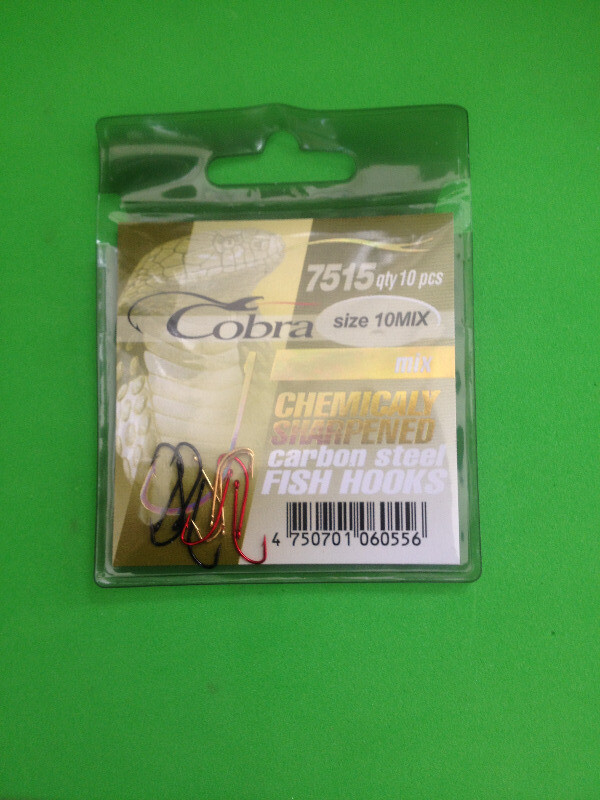 7515 qty 10 pcs
Cobra
size 10MIX
mix
CHEMICALY
SHARPENED
carbon steel
FISH HOOKS
4 750701 060556